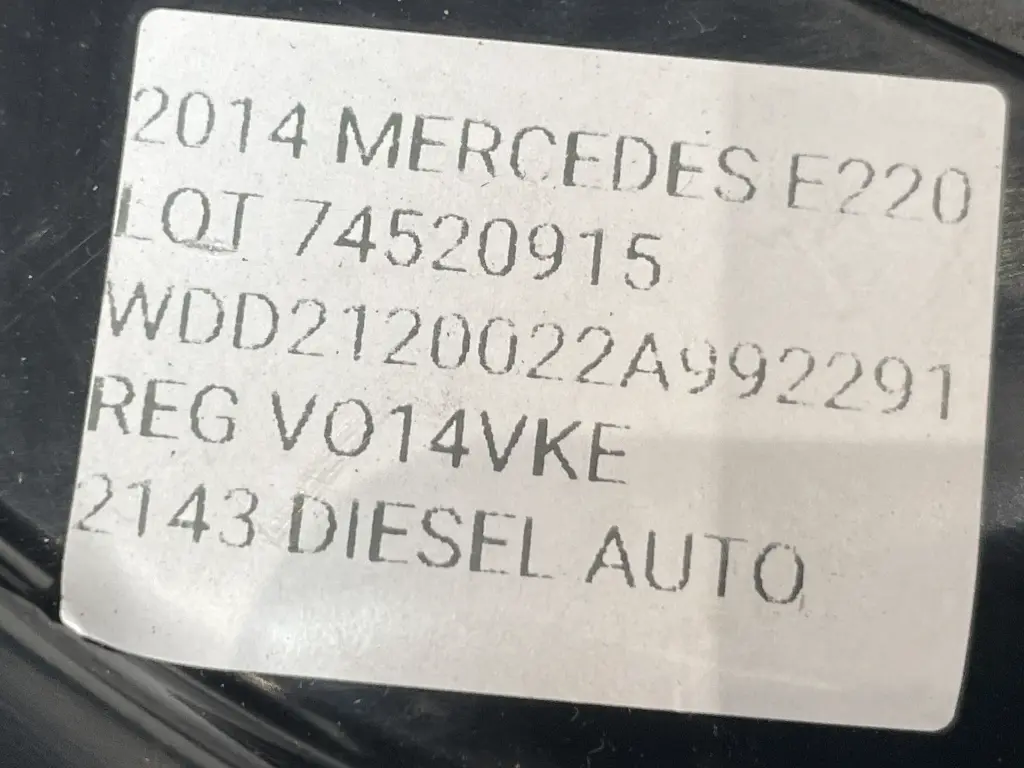 2014 MERCEDES E220
LOT 74520915
WDD2120022A992291
REG VO14VKE
2143 DIESEL AUTO